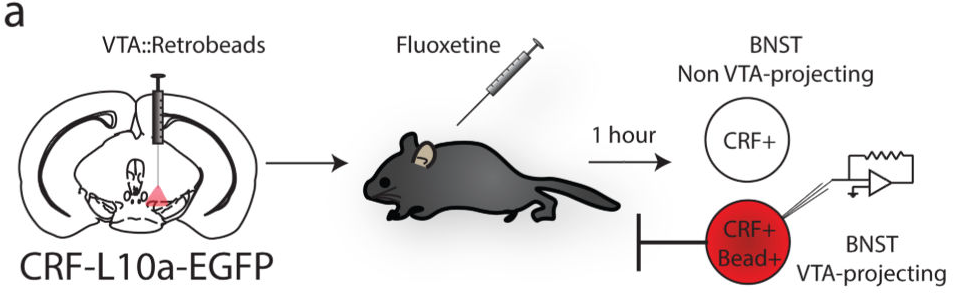 a
VTA::Retrobeads
CRF-L10a-EGFP
Fluoxetine
1 hour
BNST
Non VTA-projecting
CRF+
CRF+
Bead+
BNST
VTA-projecting